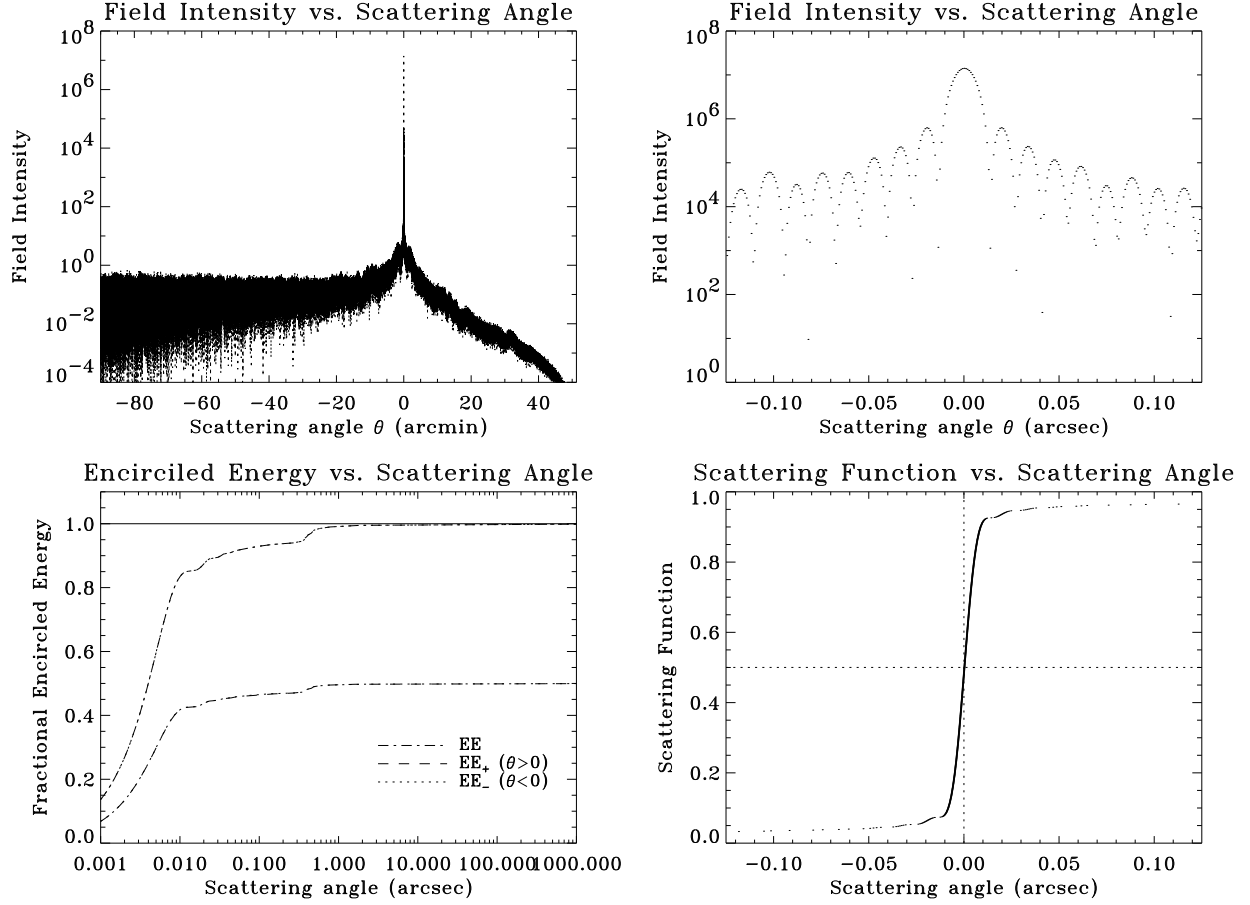 Field Intensity vs. Scattering Angle
Field Intensity
10^8
10^6
10^4
10^2
10^0
10^-2
10^-4
-80 -60 -40 -20 0 20 40
Scattering angle θ (arcmin)
Field Intensity vs. Scattering Angle
Field Intensity
10^8
10^6
10^4
10^2
10^0
-0.10 -0.05 0.00 0.05 0.10
Scattering angle θ (arcsec)
Encirciled Energy vs. Scattering Angle
Fractional Encircled Energy
1.0
0.8
0.6
0.4
0.2
0.0
EE
EE+ (θ>0)
EE- (θ<0)
0.001 0.010 0.100 1.000 10.000 100.000 1000.000
Scattering angle (arcsec)
Scattering Function vs. Scattering Angle
Scattering Function
1.0
0.8
0.6
0.4
0.2
0.0
-0.10 -0.05 0.00 0.05 0.10
Scattering angle (arcsec)